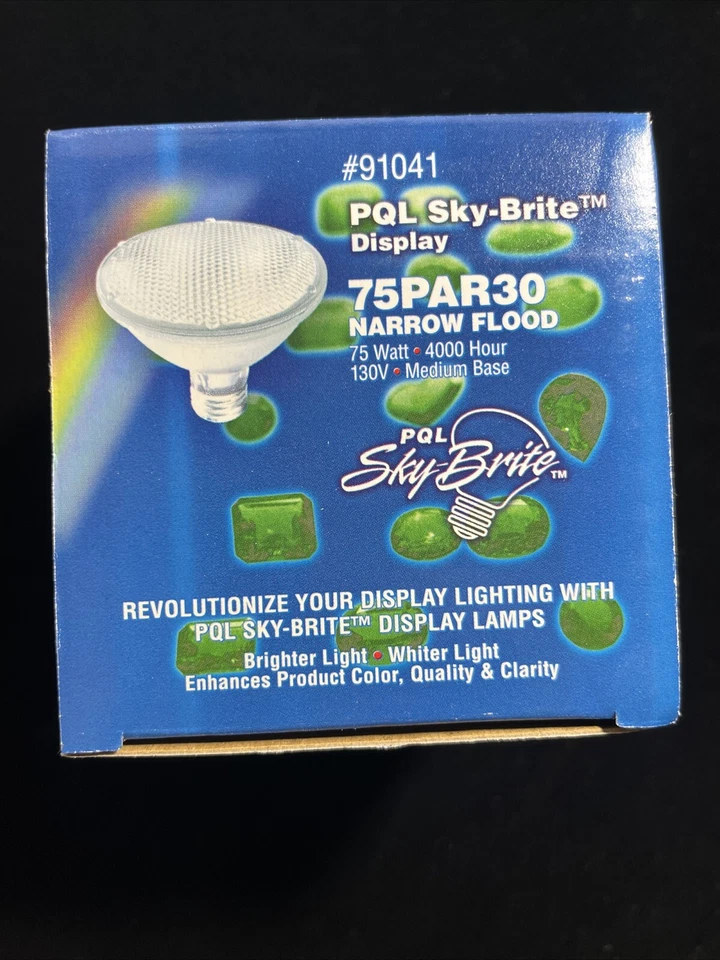 #91041
PQL Sky-Brite™
Display
75PAR30
NARROW FLOOD
75 Watt • 4000 Hour
130V • Medium Base
PQL
Sky-Brite™
REVOLUTIONIZE YOUR DISPLAY LIGHTING WITH
PQL SKY-BRITE™ DISPLAY LAMPS
Brighter Light • Whiter Light
Enhances Product Color, Quality & Clarity